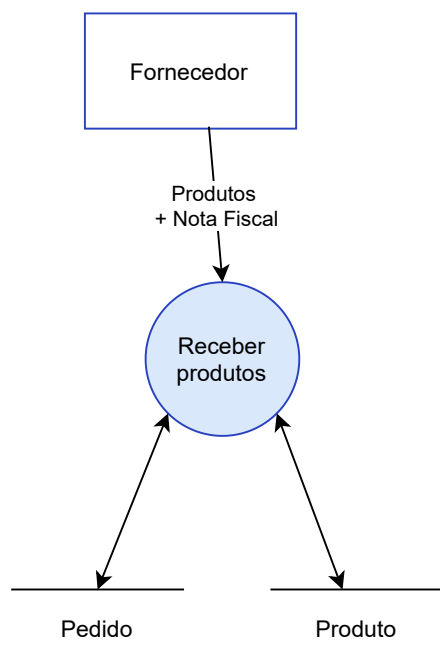 Fornecedor
Produtos
+ Nota Fiscal
Receber
produtos
Pedido
Produto